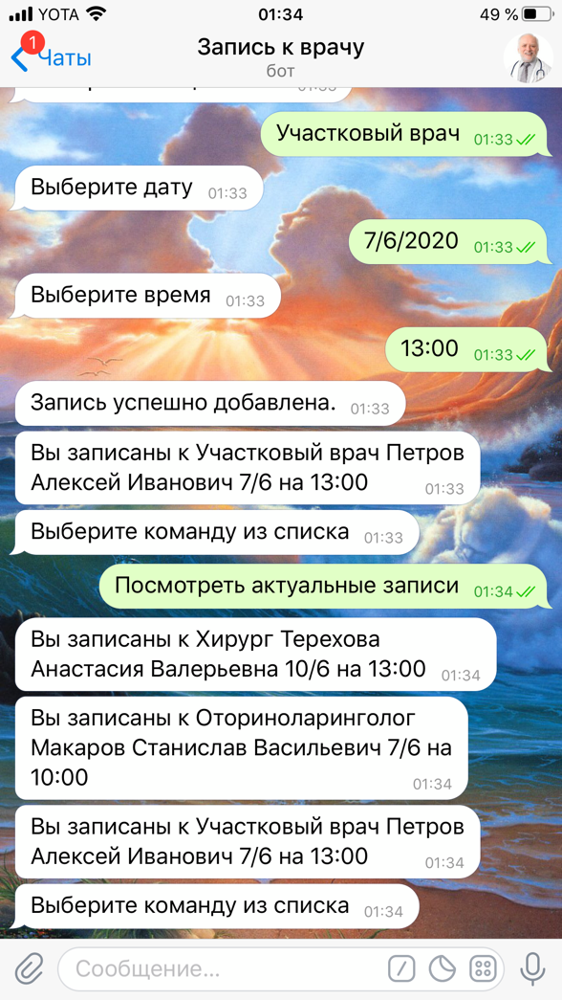 YOTA
01:34
49 %
1
Чаты
Запись к врачу
бот
Участковый врач 01:33
Выберите дату 01:33
7/6/2020 01:33
Выберите время 01:33
13:00 01:33
Запись успешно добавлена. 01:33
Вы записаны к Участковый врач Петров
Алексей Иванович 7/6 на 13:00 01:33
Выберите команду из списка 01:33
Посмотреть актуальные записи 01:34
Вы записаны к Хирург Терехова
Анастасия Валерьевна 10/6 на 13:00 01:34
Вы записаны к Оториноларинголог
Макаров Станислав Васильевич 7/6 на
10:00 01:34
Вы записаны к Участковый врач Петров
Алексей Иванович 7/6 на 13:00 01:34
Выберите команду из списка 01:34
Сообщение...